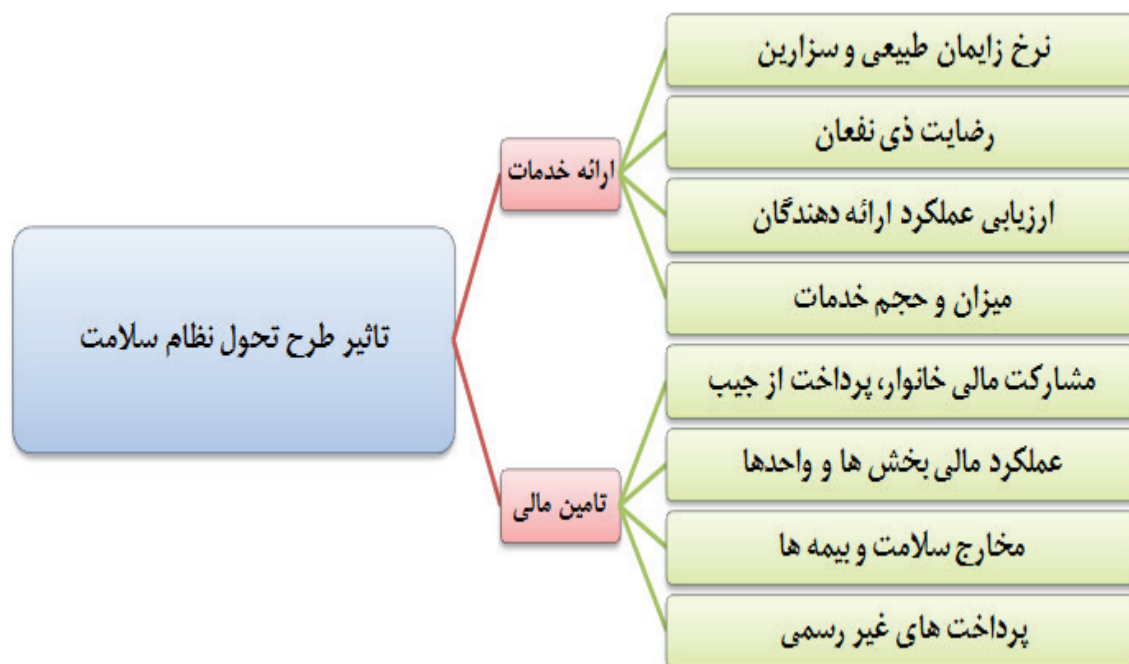 تاثیر طرح تحول نظام سلامت
ارائه خدمات
نرخ زایمان طبیعی و سزارین
رضایت ذی نفعان
ارزیابی عملکرد ارائه دهندگان
میزان و حجم خدمات
تامین مالی
مشارکت مالی خانوار، پرداخت از جیب
عملکرد مالی بخش ها و واحدها
مخارج سلامت و بیمه ها
پرداخت های غیر رسمی